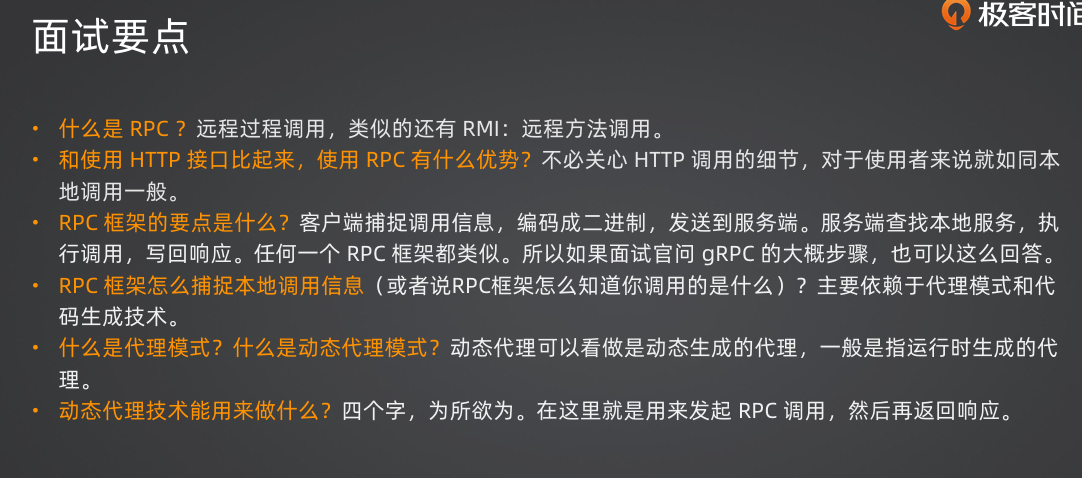 面试要点
极客时间
• 什么是 RPC ？远程过程调用，类似的还有 RMI：远程方法调用。
• 和使用 HTTP 接口比起来，使用 RPC 有什么优势？不必关心 HTTP 调用的细节，对于使用者来说就如同本
地调用一般。
• RPC 框架的要点是什么？客户端捕捉调用信息，编码成二进制，发送到服务端。服务端查找本地服务，执
行调用，写回响应。任何一个 RPC 框架都类似。所以如果面试官问 gRPC 的大概步骤，也可以这么回答。
• RPC 框架怎么捕捉本地调用信息（或者说RPC框架怎么知道你调用的是什么）？主要依赖于代理模式和代
码生成技术。
• 什么是代理模式？什么是动态代理模式？动态代理可以看做是动态生成的代理，一般是指运行时生成的代
理。
• 动态代理技术能用来做什么？四个字，为所欲为。在这里就是用来发起 RPC 调用，然后再返回响应。